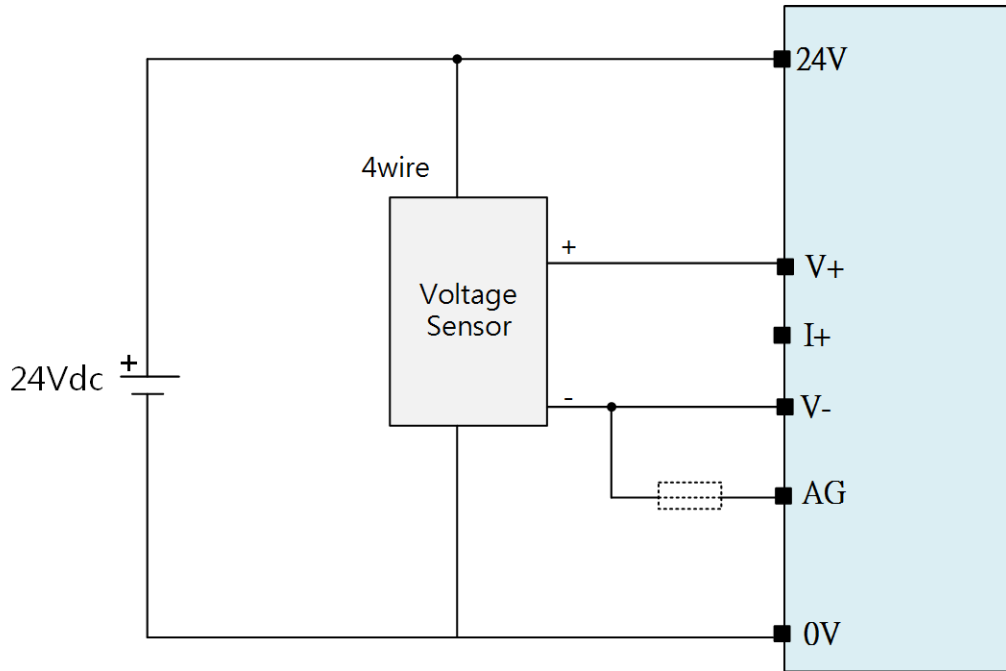 24V
4wire
+
V+
Voltage
Sensor
I+
+
24Vdc
-
V-
AG
0V